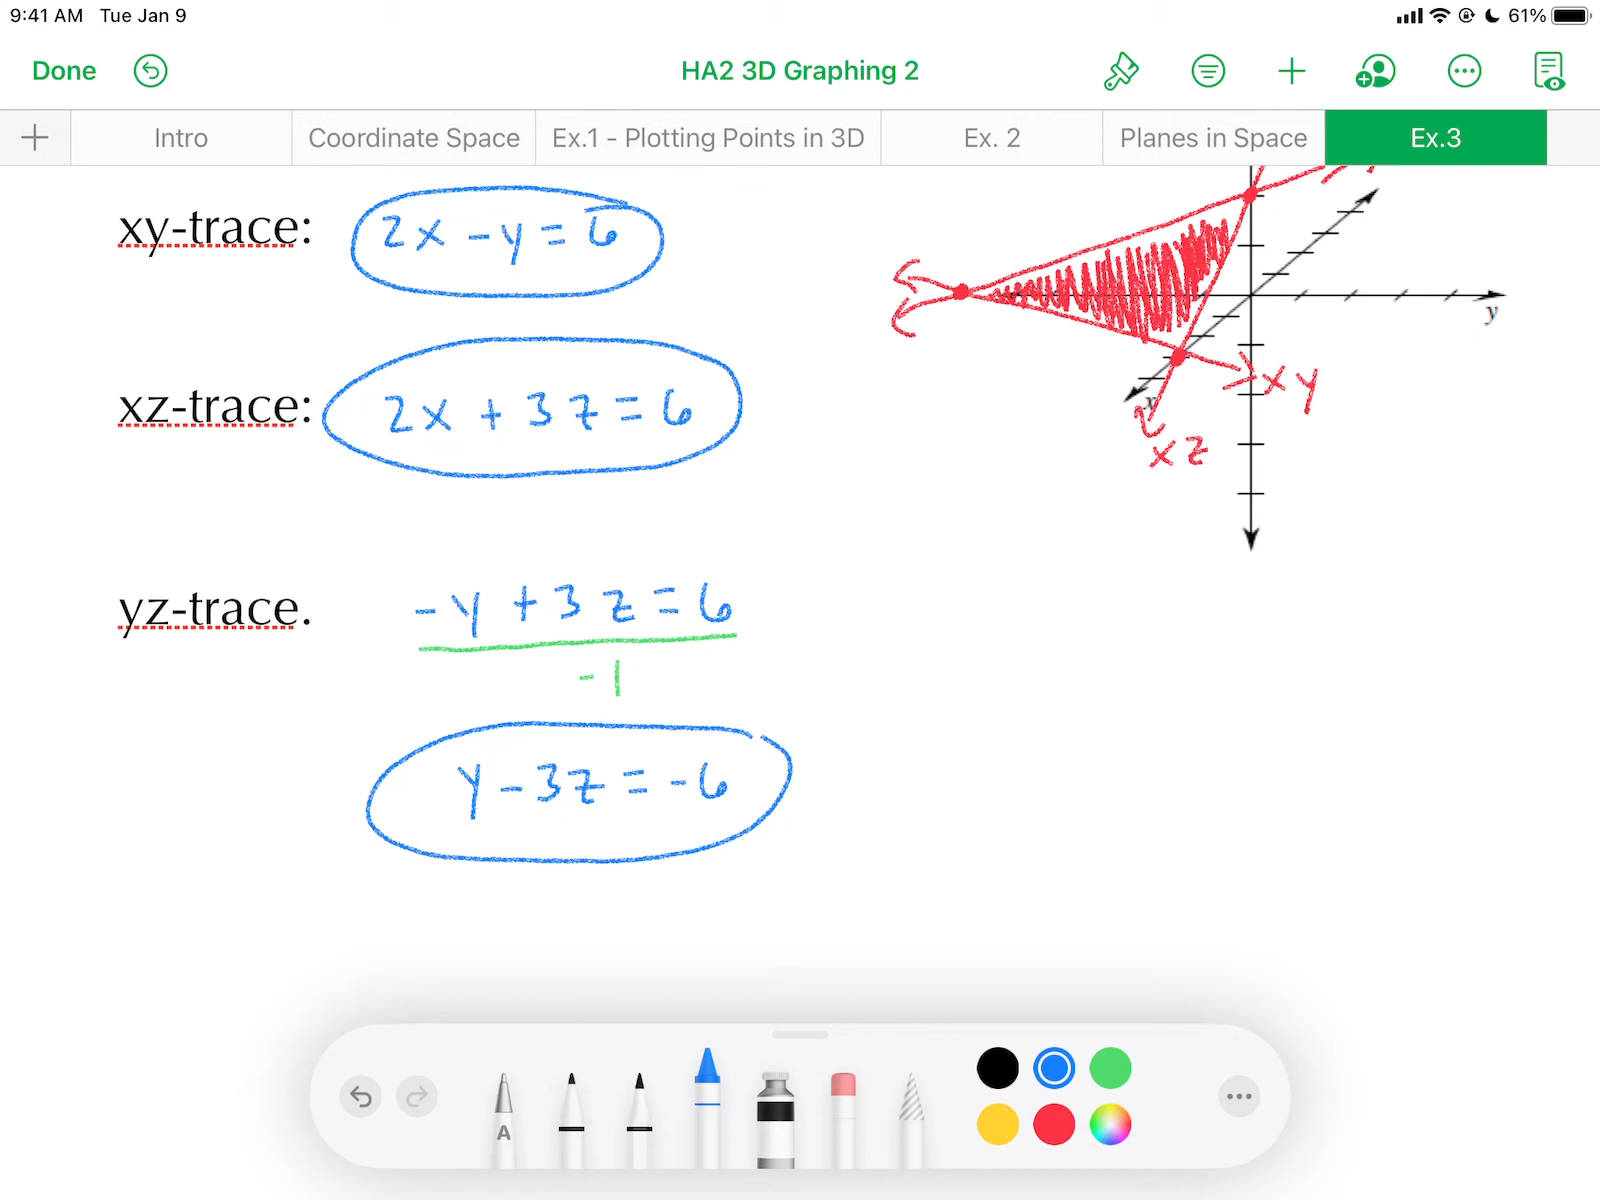 9:41 AM Tue Jan 9 61%
Done HA2 3D Graphing 2
Intro Coordinate Space Ex.1 - Plotting Points in 3D Ex. 2 Planes in Space Ex.3
xy-trace: 2x - y = 6
y
x
xy
xz-trace: 2x + 3z = 6
xz
yz-trace. -y + 3z = 6
-1
y - 3z = -6
A